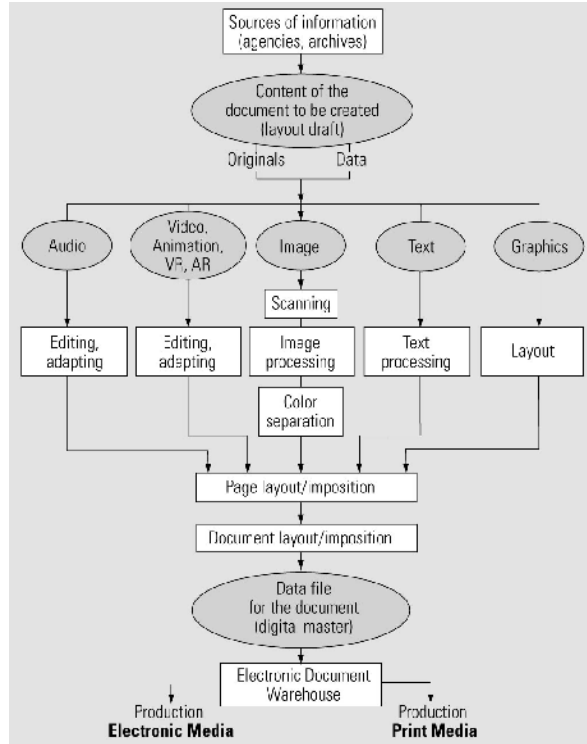 Sources of information
(agencies, archives)
Content of the
document to be created
(layout draft)
Originals
Data
Audio
Video,
Animation,
VR, AR
Image
Text
Graphics
Scanning
Editing,
adapting
Editing,
adapting
Image
processing
Text
processing
Layout
Color
separation
Page layout/imposition
Document layout/imposition
Data file
for the document
(digital master)
Electronic Document
Warehouse
Production
Electronic Media
Production
Print Media